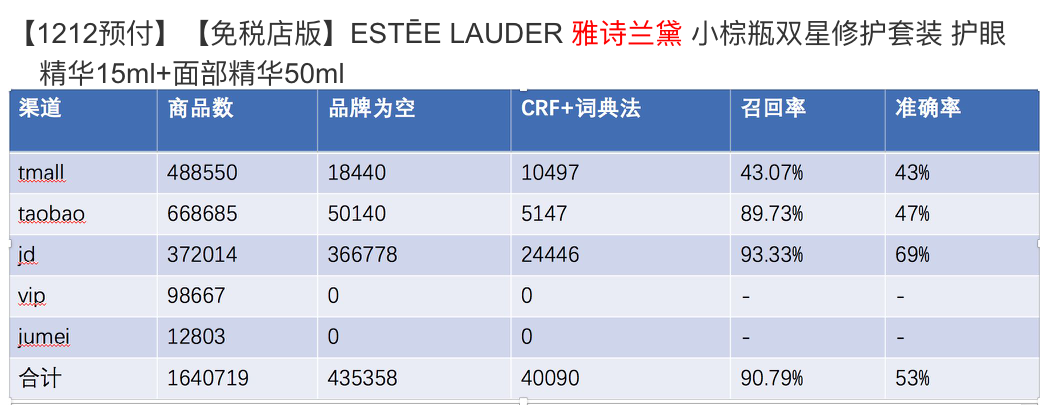 【1212预付】【免税店版】ESTĒE LAUDER 雅诗兰黛 小棕瓶双星修护套装 护眼
精华15ml+面部精华50ml
渠道 商品数 品牌为空 CRF+词典法 召回率 准确率
tmall 488550 18440 10497 43.07% 43%
taobao 668685 50140 5147 89.73% 47%
jd 372014 366778 24446 93.33% 69%
vip 98667 0 0 - -
jumei 12803 0 0 - -
合计 1640719 435358 40090 90.79% 53%